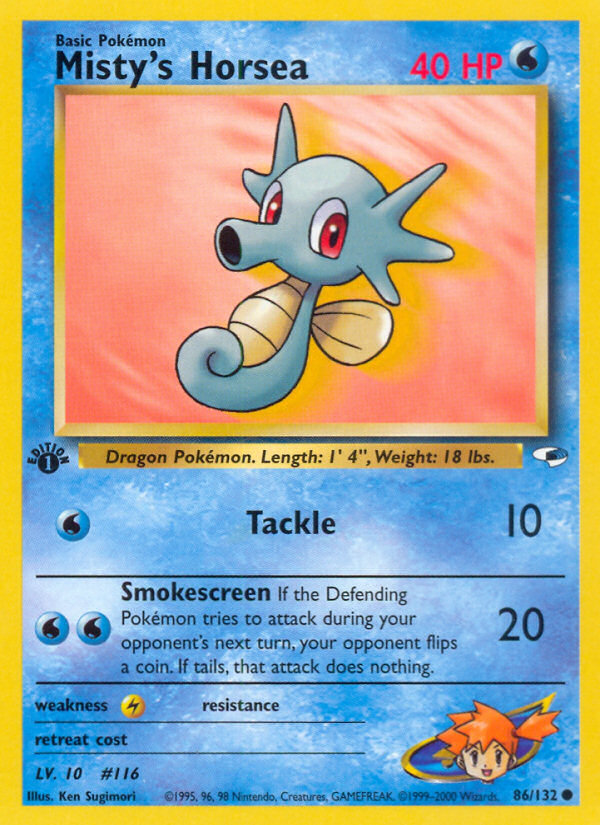 Basic Pokémon
Misty's Horsea 40 HP
EDITION
1
Dragon Pokémon. Length: 1' 4", Weight: 18 lbs.
Tackle 10
Smokescreen If the Defending
Pokémon tries to attack during your
opponent's next turn, your opponent flips
a coin. If tails, that attack does nothing.
20
weakness resistance
retreat cost
LV. 10 #116
Illus. Ken Sugimori ©1995, 96, 98 Nintendo, Creatures, GAMEFREAK. ©1999-2000 Wizards. 86/132